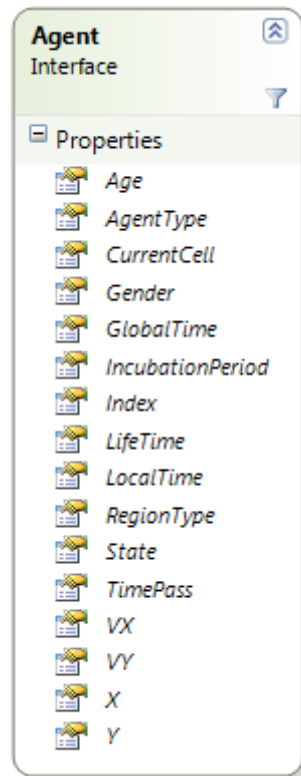 Agent
Interface
Properties
Age
AgentType
CurrentCell
Gender
GlobalTime
IncubationPeriod
Index
LifeTime
LocalTime
RegionType
State
TimePass
VX
VY
X
Y